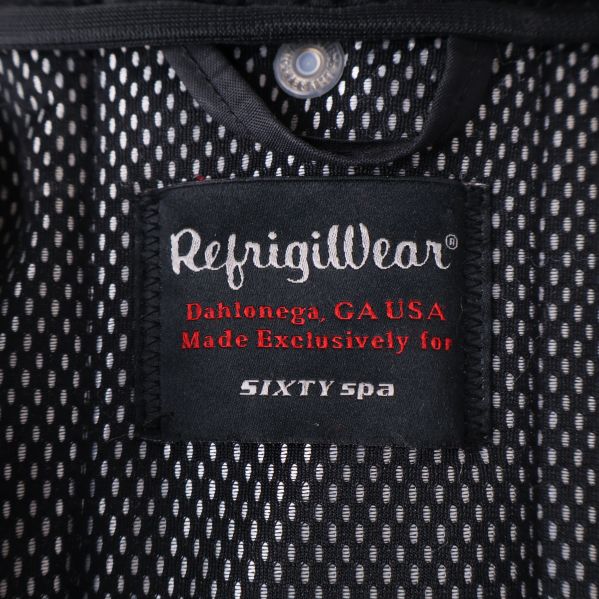 RefrigiWear®
Dahlonega, GA USA
Made Exclusively for
SIXTY spa